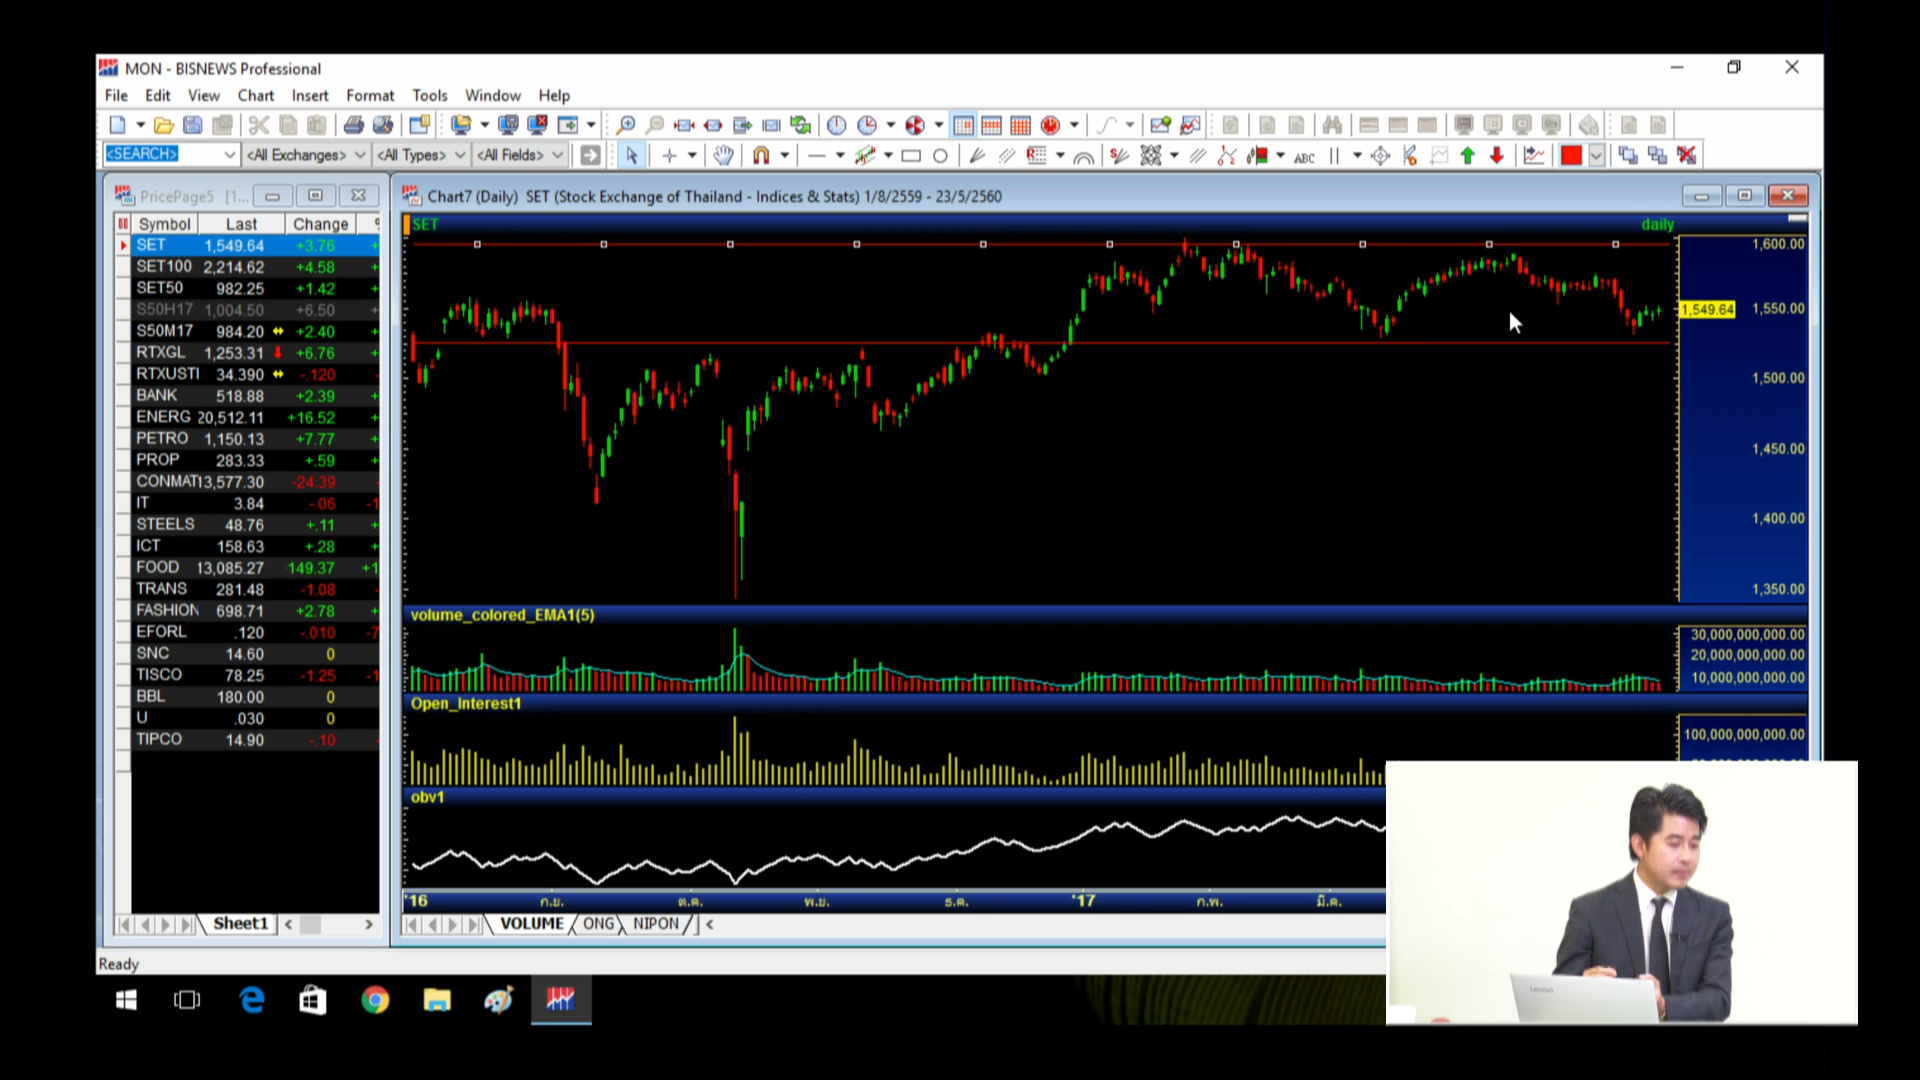 MON - BISNEWS Professional
File Edit View Chart Insert Format Tools Window Help
<SEARCH> <All Exchanges> <All Types> <All Fields> ABC
PricePage5 [1...
Symbol Last Change %
SET 1,549.64 +3.76 +
SET100 2,214.62 +4.58 +
SET50 982.25 +1.42 +
S50H17 1,004.50 +6.50 +
S50M17 984.20 +2.40 +
RTXGL 1,253.31 +6.76 +
RTXUSTI 34.390 -.120 -
BANK 518.88 +2.39 +
ENERG 20,512.11 +16.52 +
PETRO 1,150.13 +7.77 +
PROP 283.33 +.59 +
CONMAT 13,577.30 -24.39 -
IT 3.84 -.06 -1
STEELS 48.76 +.11 +
ICT 158.63 +.28 +
FOOD 13,085.27 149.37 +1
TRANS 281.48 -1.08 -
FASHION 698.71 +2.78 +
EFORL .120 -.010 -7
SNC 14.60 0
TISCO 78.25 -1.25 -1
BBL 180.00 0
U .030 0
TIPCO 14.90 -.10 -
Sheet1
Chart7 (Daily) SET (Stock Exchange of Thailand - Indices & Stats) 1/8/2559 - 23/5/2560
SET daily
1,600.00
1,549.64 1,550.00
1,500.00
1,450.00
1,400.00
1,350.00
volume_colored_EMA1(5)
30,000,000,000.00
20,000,000,000.00
10,000,000,000.00
Open_Interest1
100,000,000,000.00
obv1
'16 ก.ย. ต.ค. พ.ย. ธ.ค. '17 ก.พ. มี.ค.
VOLUME ONG NIPON
Ready
Lenovo